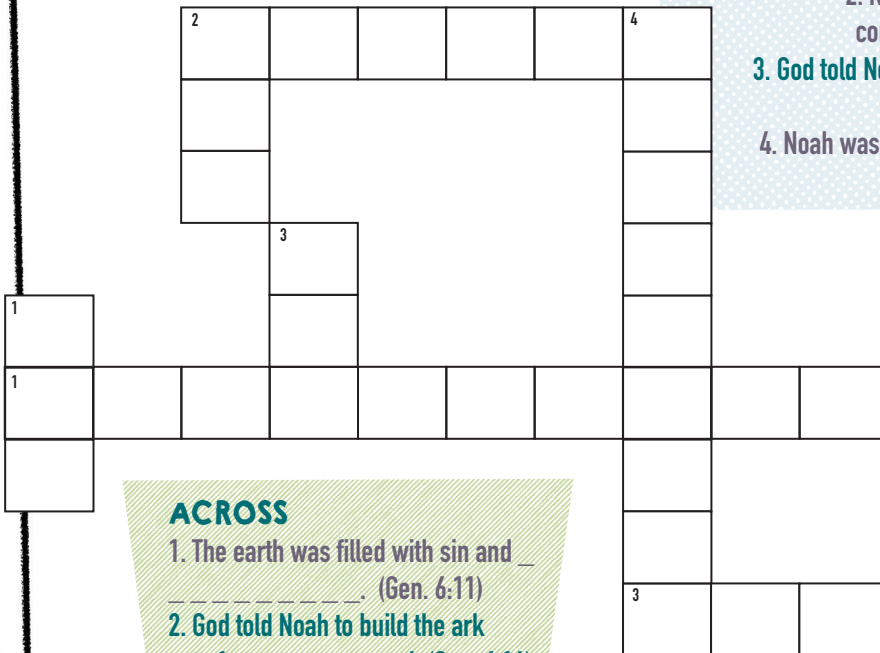 2 4
3. God told
4. Noah was
3
1
1
ACROSS
1. The earth was filled with sin and _
_ _ _ _ _ _ _ _ _. (Gen. 6:11)
2. God told Noah to build the ark
3